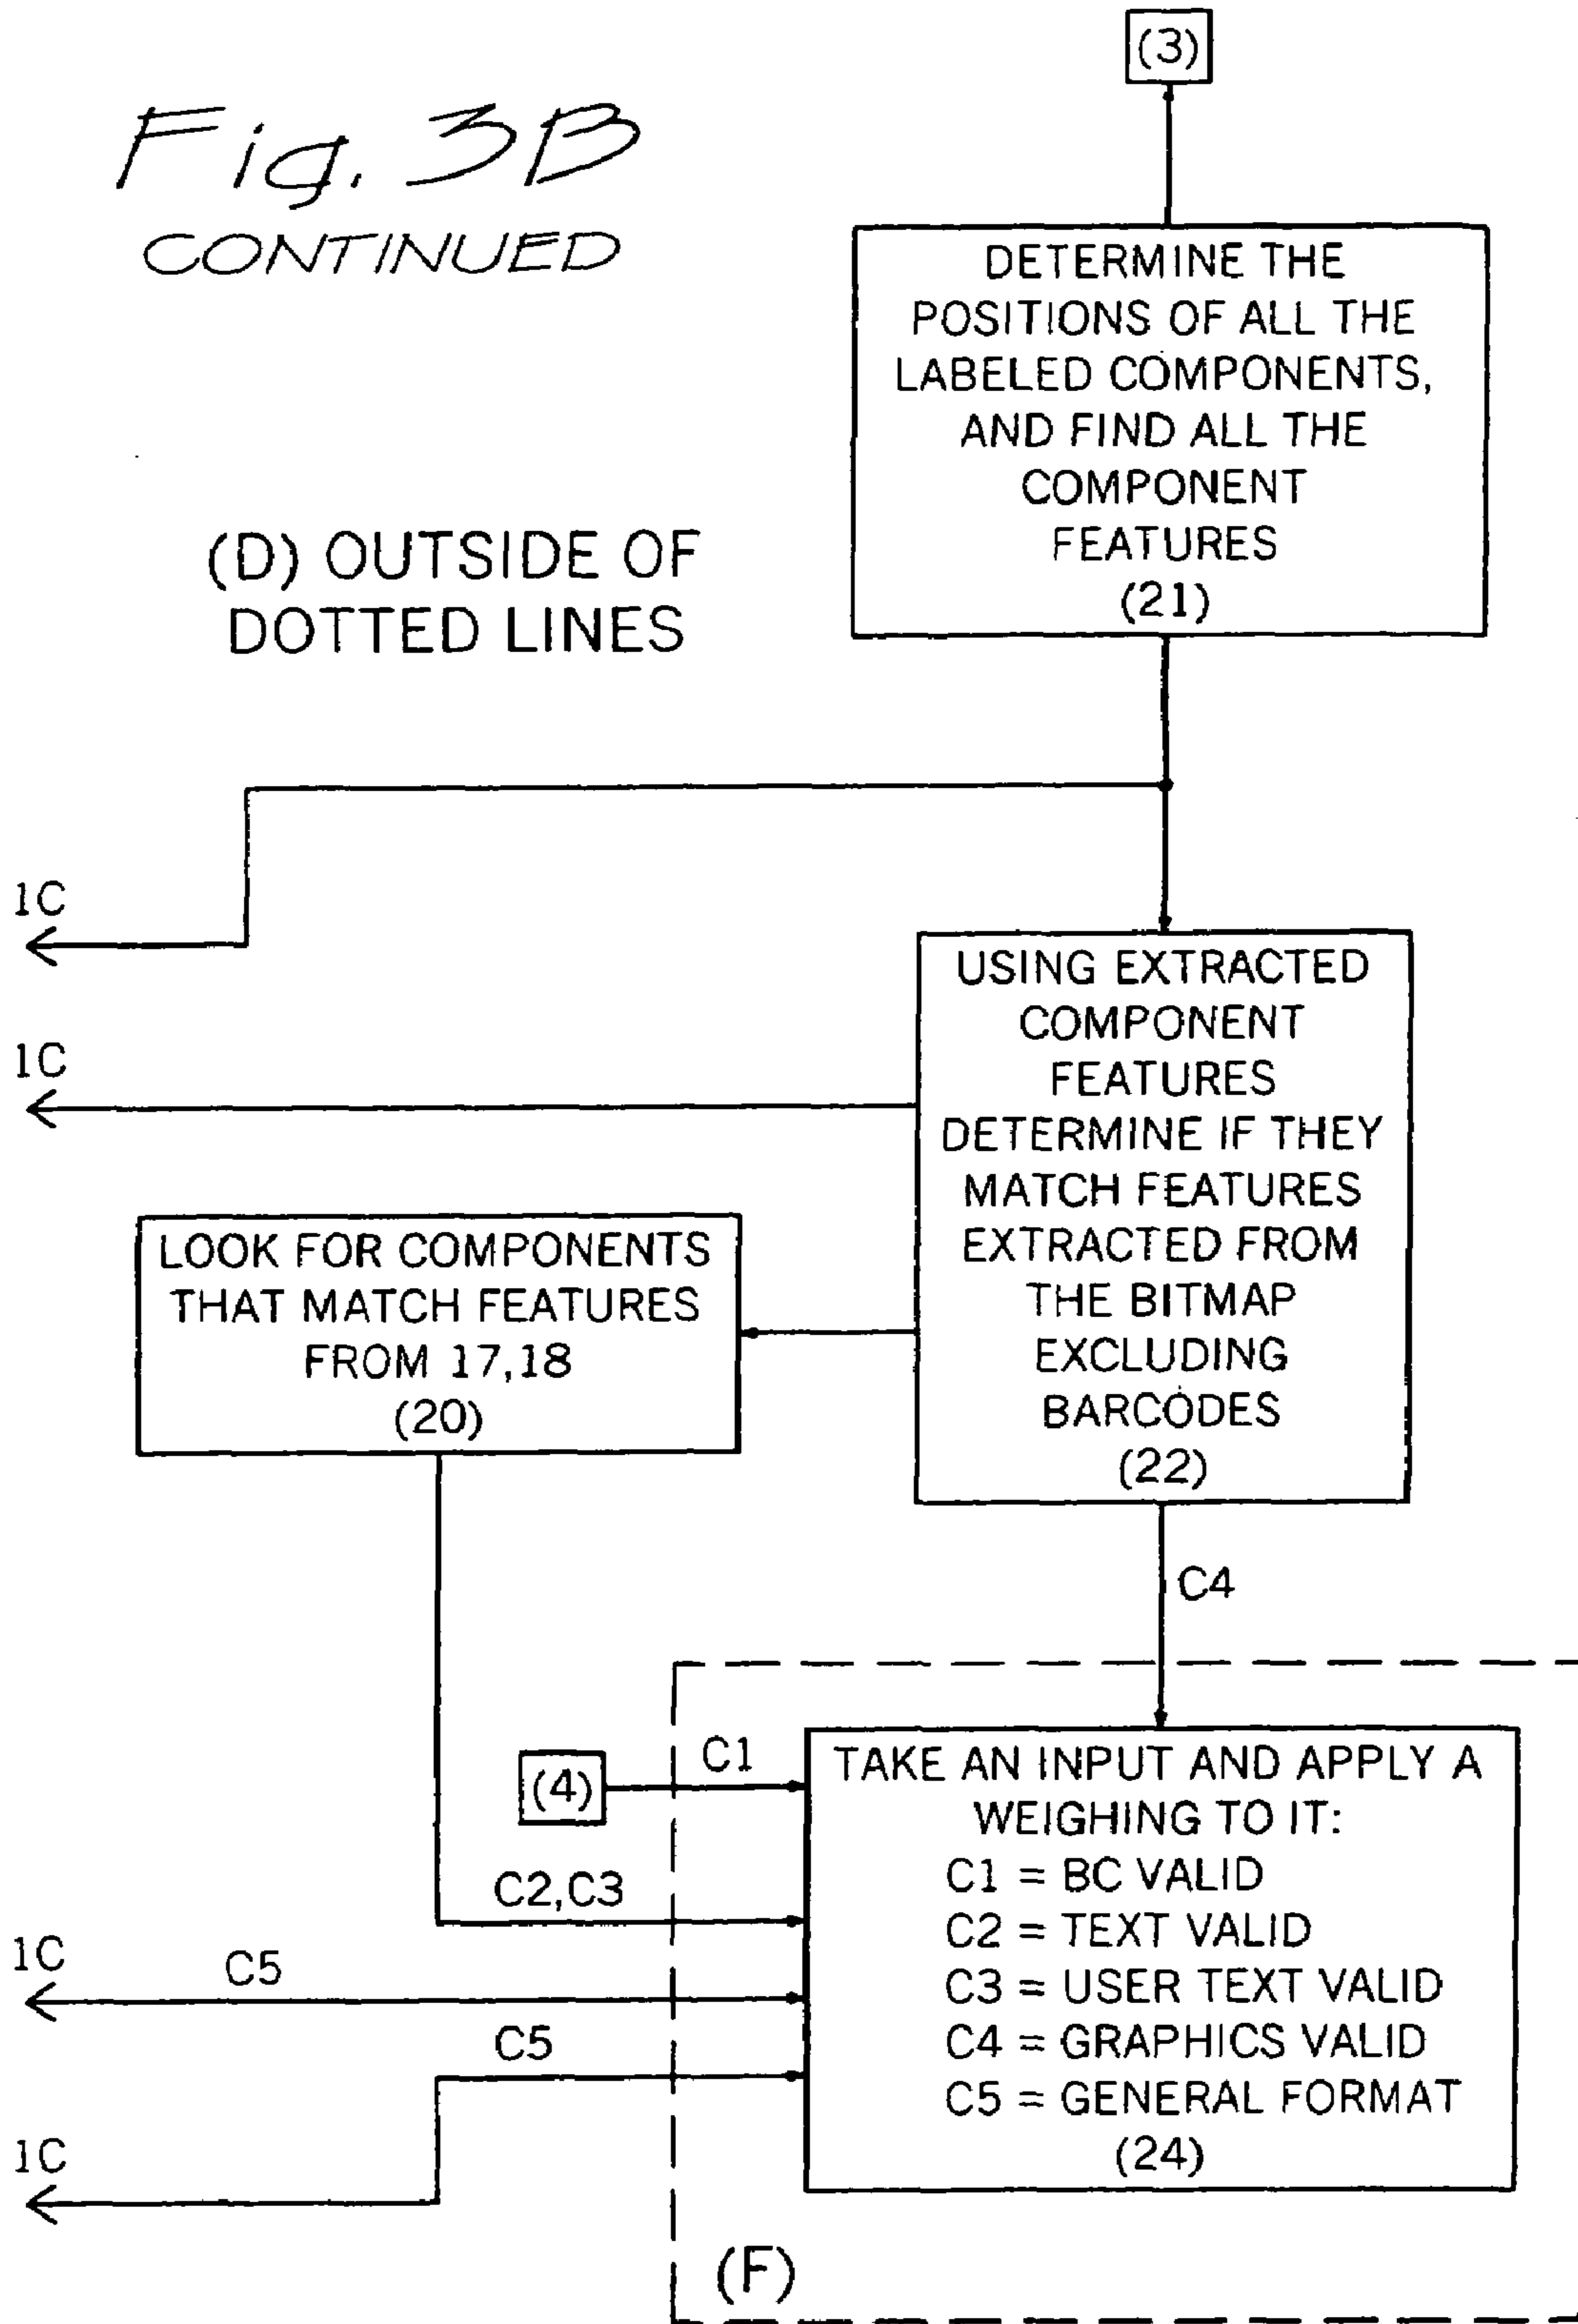 (3)
Fig. 3B
CONTINUED
DETERMINE THE
POSITIONS OF ALL THE
LABELED COMPONENTS,
AND FIND ALL THE
COMPONENT
FEATURES
(21)
(D) OUTSIDE OF
DOTTED LINES
1C
1C
USING EXTRACTED
COMPONENT
FEATURES
DETERMINE IF THEY
MATCH FEATURES
EXTRACTED FROM
THE BITMAP
EXCLUDING
BARCODES
(22)
LOOK FOR COMPONENTS
THAT MATCH FEATURES
FROM 17,18
(20)
C4
(4)
C1
C2,C3
1C
C5
C5
1C
TAKE AN INPUT AND APPLY A
WEIGHING TO IT:
C1 = BC VALID
C2 = TEXT VALID
C3 = USER TEXT VALID
C4 = GRAPHICS VALID
C5 = GENERAL FORMAT
(24)
(F)